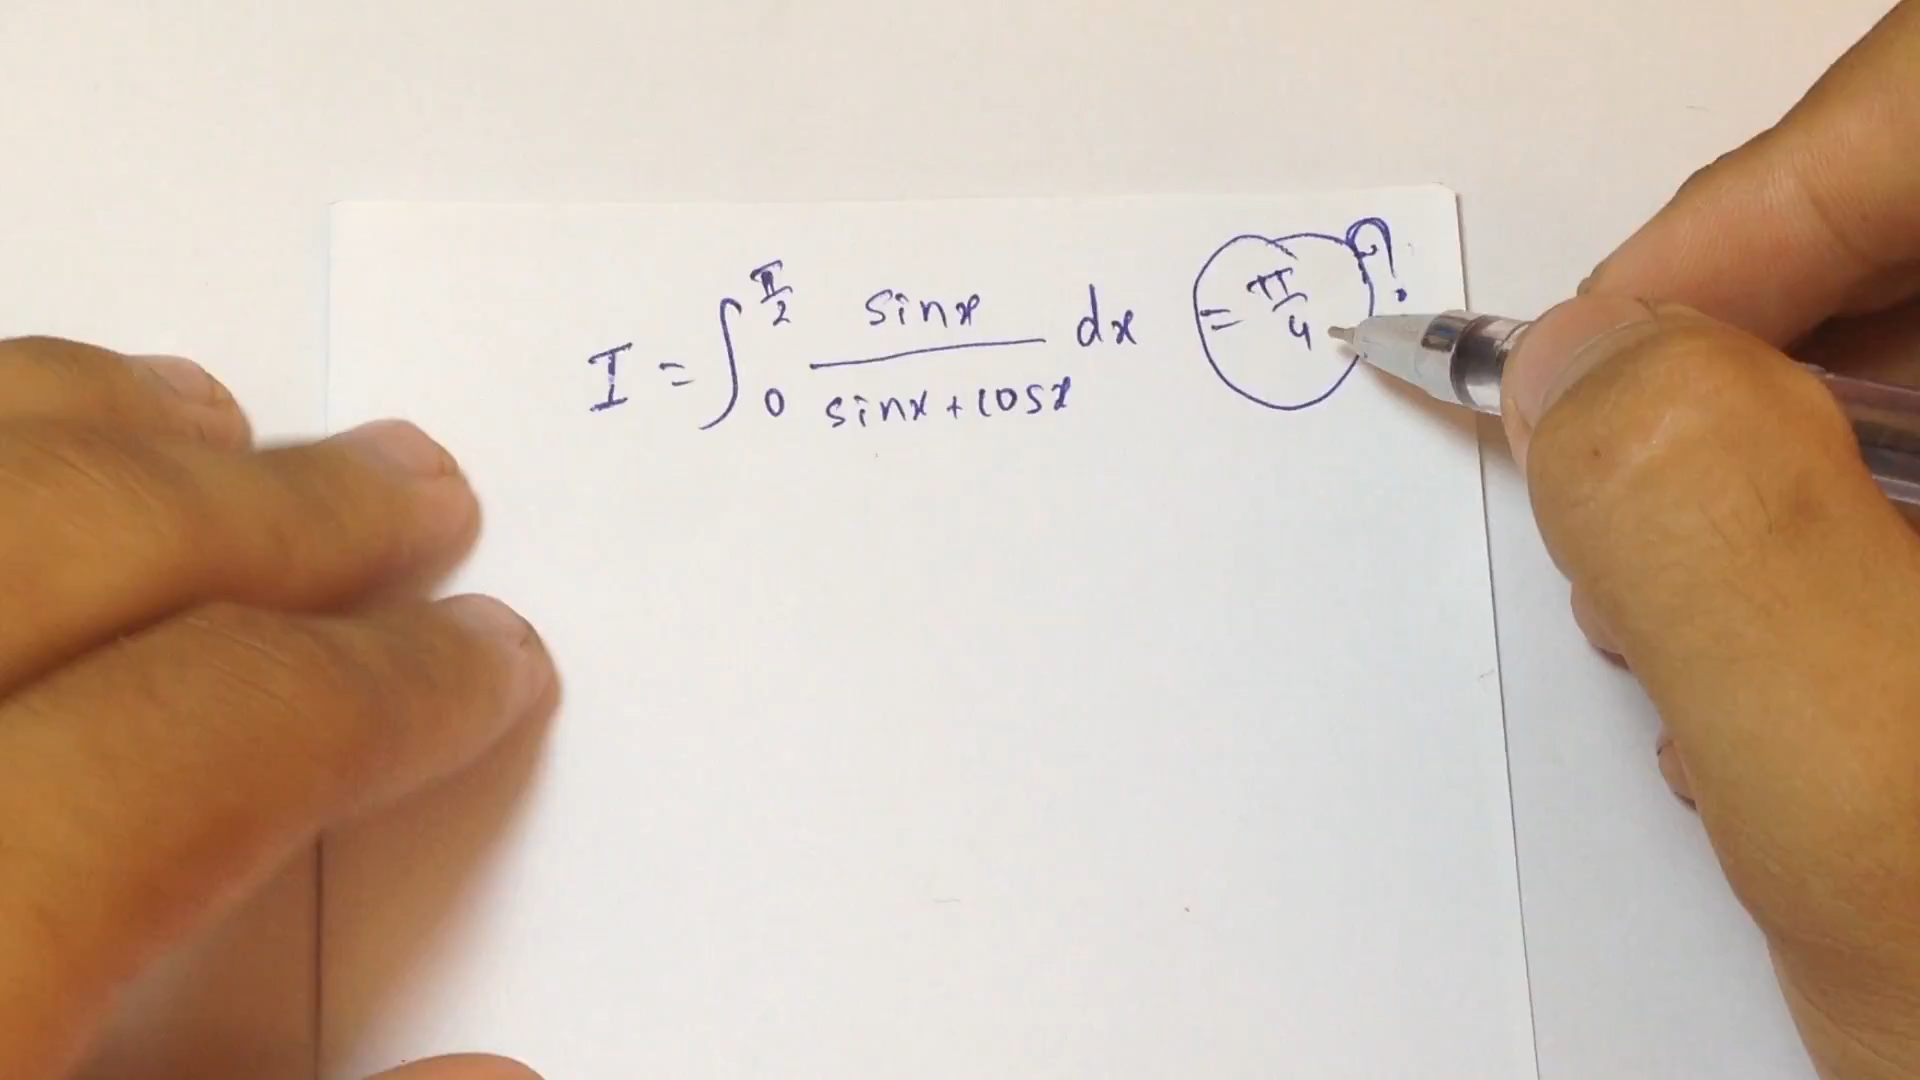 I = ∫₀^{π/2} sinx / (sinx + cosx) dx = π/4 ?